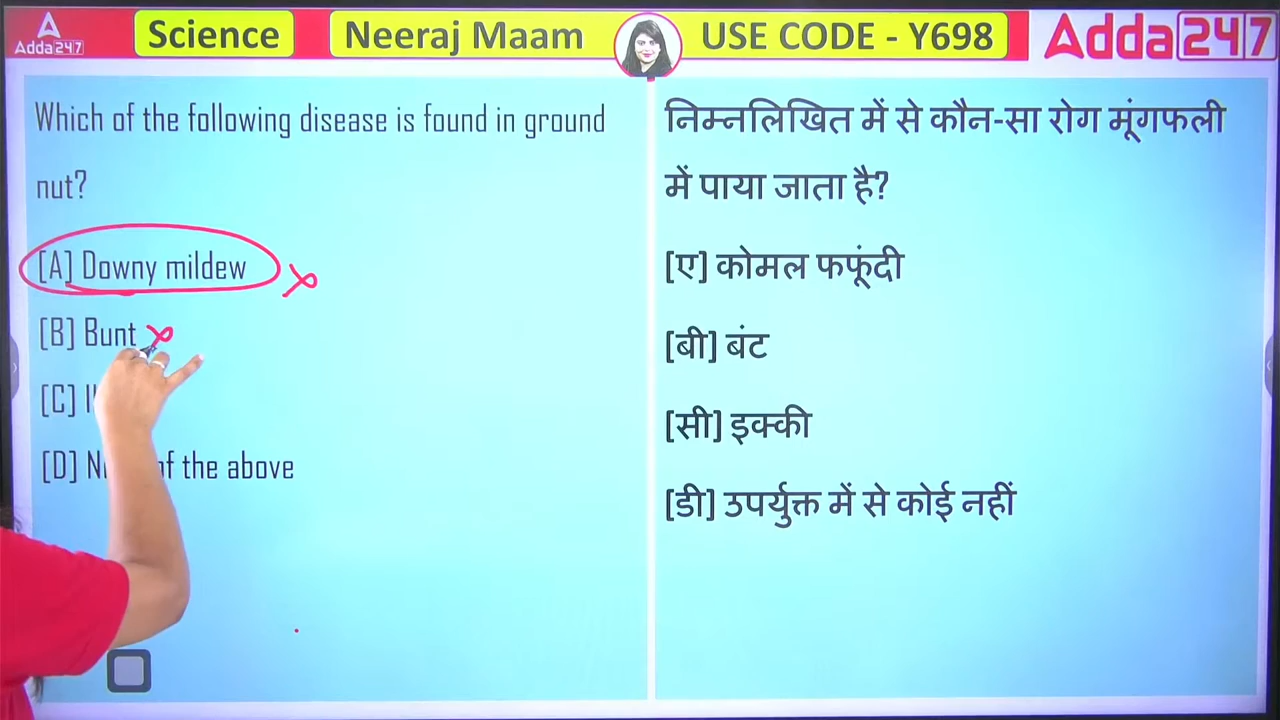 Adda247
Science
Neeraj Maam
USE CODE - Y698
Adda247
Which of the following disease is found in ground
nut?
[A] Downy mildew
[B] Bunt
[C]
[D] of the above
निम्नलिखित में से कौन-सा रोग मूंगफली
में पाया जाता है?
[ए] कोमल फफूंदी
[बी] बंट
[सी] इक्की
[डी] उपर्युक्त में से कोई नहीं